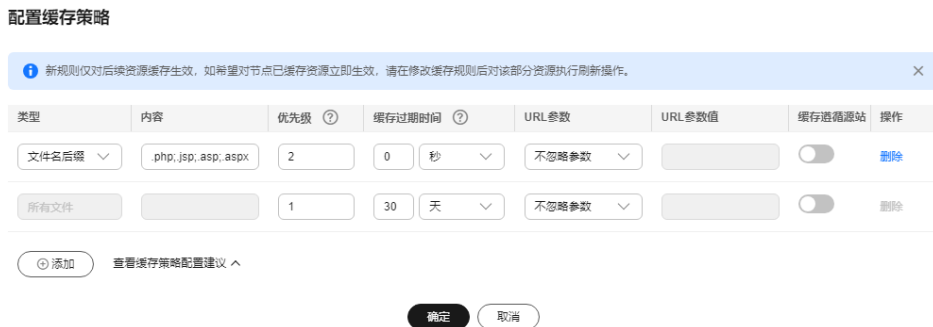 配置缓存策略
新规则仅对后续资源缓存生效，如希望对节点已缓存资源立即生效，请在修改缓存规则后对该部分资源执行刷新操作。
类型 内容 优先级 缓存过期时间 URL参数 URL参数值 缓存遵循源站 操作
文件名后缀 .php;.jsp;.asp;.aspx 2 0 秒 不忽略参数 删除
所有文件 1 30 天 不忽略参数 删除
添加 查看缓存策略配置建议
确定 取消